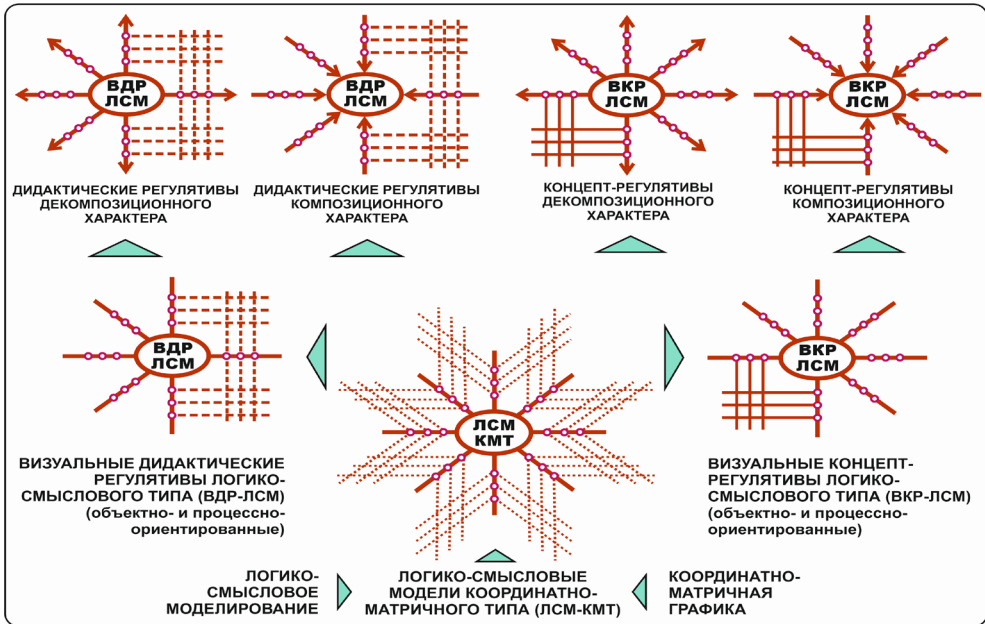 ВДР
ЛСМ
ВДР
ЛСМ
ВКР
ЛСМ
ВКР
ЛСМ
ДИДАКТИЧЕСКИЕ РЕГУЛЯТИВЫ
ДЕКОМПОЗИЦИОННОГО
ХАРАКТЕРА
ДИДАКТИЧЕСКИЕ РЕГУЛЯТИВЫ
КОМПОЗИЦИОННОГО
ХАРАКТЕРА
КОНЦЕПТ-РЕГУЛЯТИВЫ
ДЕКОМПОЗИЦИОННОГО
ХАРАКТЕРА
КОНЦЕПТ-РЕГУЛЯТИВЫ
КОМПОЗИЦИОННОГО
ХАРАКТЕРА
ВДР
ЛСМ
ЛСМ
КМТ
ВКР
ЛСМ
ВИЗУАЛЬНЫЕ ДИДАКТИЧЕСКИЕ
РЕГУЛЯТИВЫ ЛОГИКО-
СМЫСЛОВОГО ТИПА (ВДР-ЛСМ)
(объектно- и процессно-
ориентированные)
ВИЗУАЛЬНЫЕ КОНЦЕПТ-
РЕГУЛЯТИВЫ ЛОГИКО-
СМЫСЛОВОГО ТИПА (ВКР-ЛСМ)
(объектно- и процессно-
ориентированные)
ЛОГИКО-
СМЫСЛОВОЕ
МОДЕЛИРОВАНИЕ
ЛОГИКО-СМЫСЛОВЫЕ
МОДЕЛИ КООРДИНАТНО-
МАТРИЧНОГО ТИПА (ЛСМ-КМТ)
КООРДИНАТНО-
МАТРИЧНАЯ
ГРАФИКА